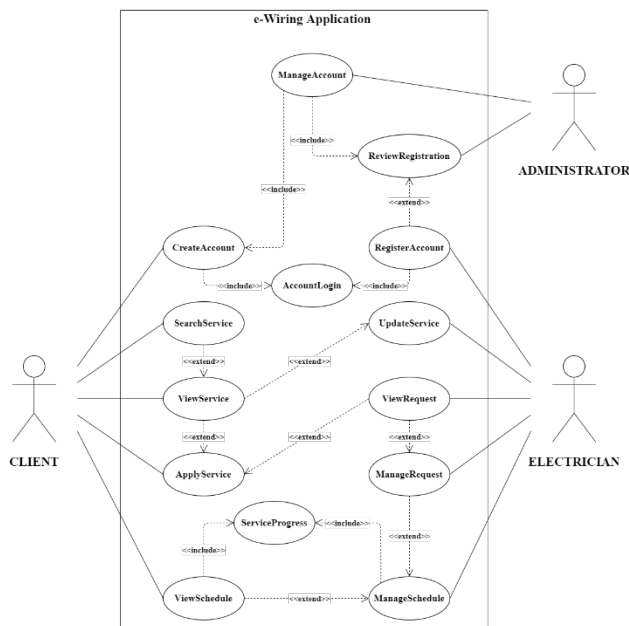 e-Wiring Application
ManageAccount
<<include>>
ReviewRegistration
ADMINISTRATOR
<<include>>
<<extend>>
CreateAccount
RegisterAccount
<<include>>
AccountLogin
<<include>>
SearchService
UpdateService
<<extend>>
<<extend>>
ViewService
ViewRequest
<<extend>>
<<extend>>
<<extend>>
CLIENT
ApplyService
ManageRequest
ELECTRICIAN
ServiceProgress
<<include>>
<<extend>>
<<include>>
ViewSchedule
<<extend>>
ManageSchedule